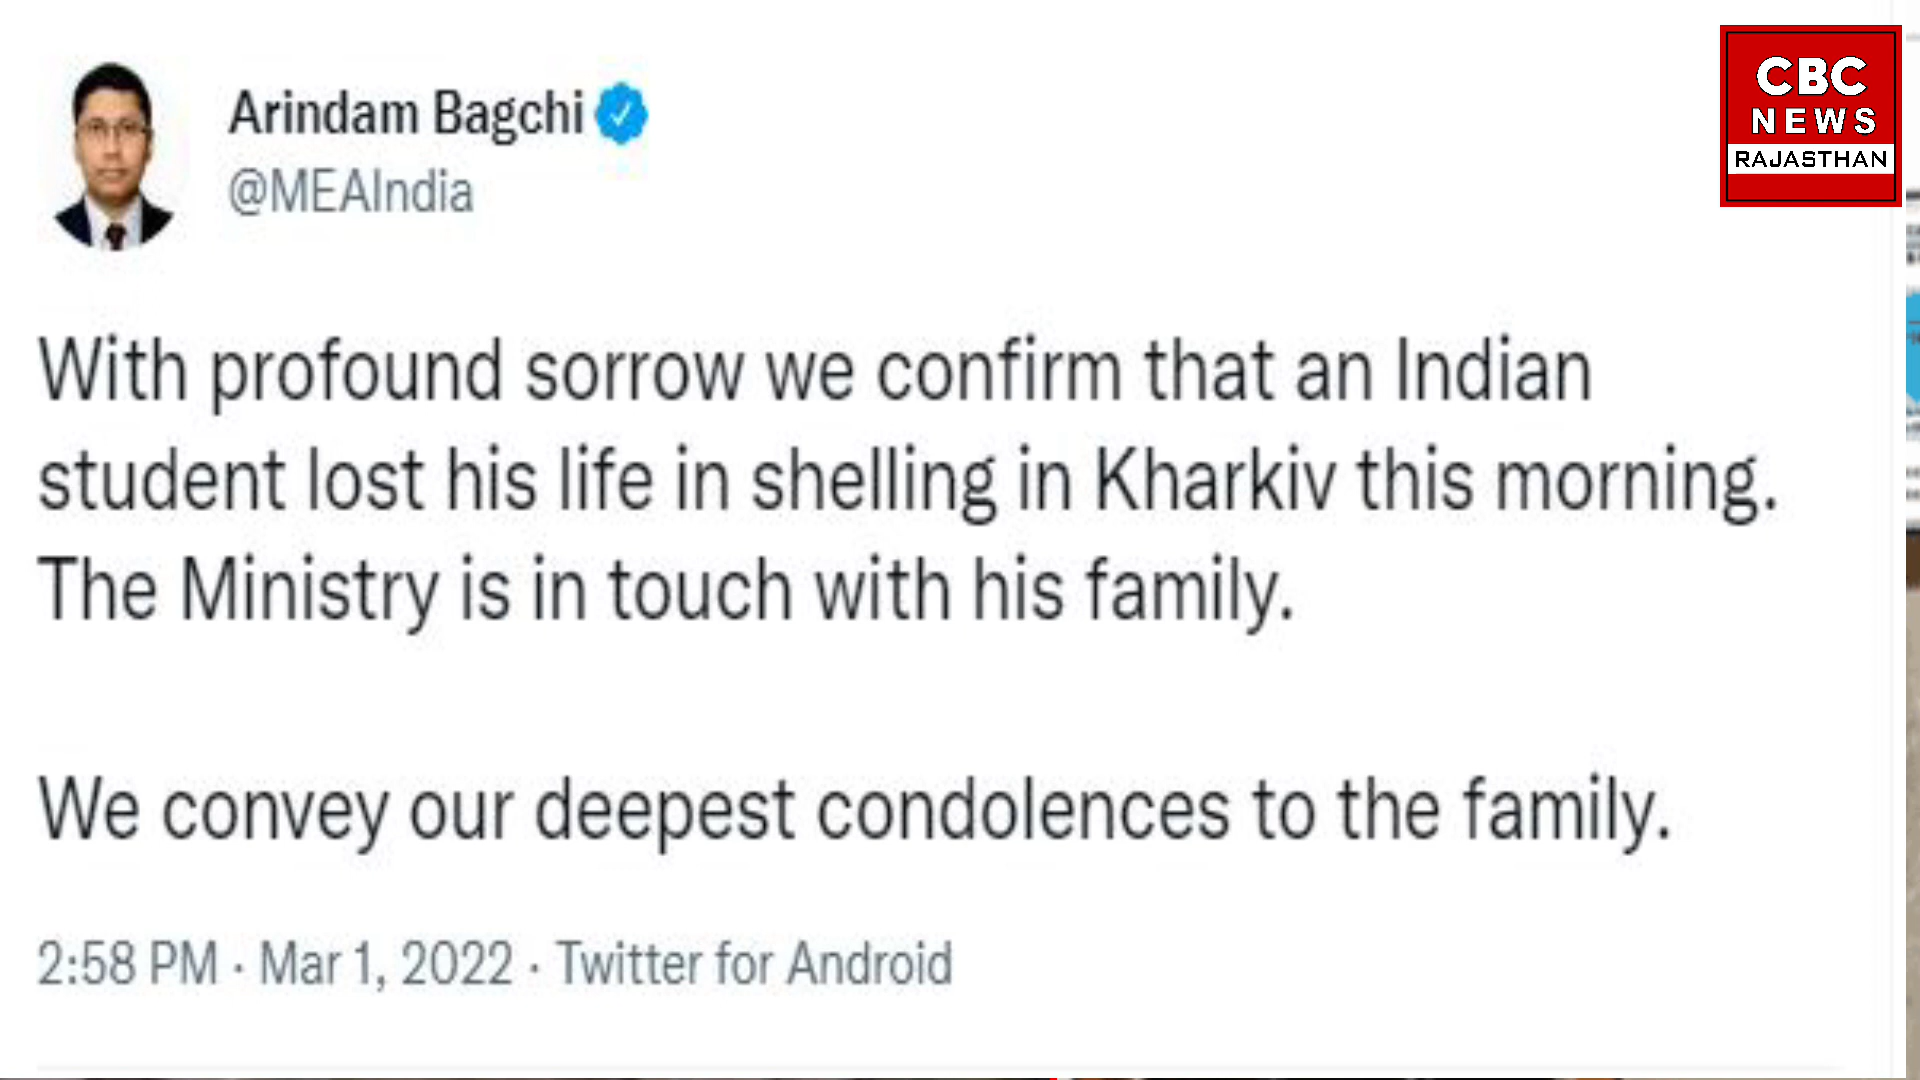 Arindam Bagchi
@MEAIndia
CBC
NEWS
RAJASTHAN
With profound sorrow we confirm that an Indian
student lost his life in shelling in Kharkiv this morning.
The Ministry is in touch with his family.
We convey our deepest condolences to the family.
2:58 PM · Mar 1, 2022 · Twitter for Android